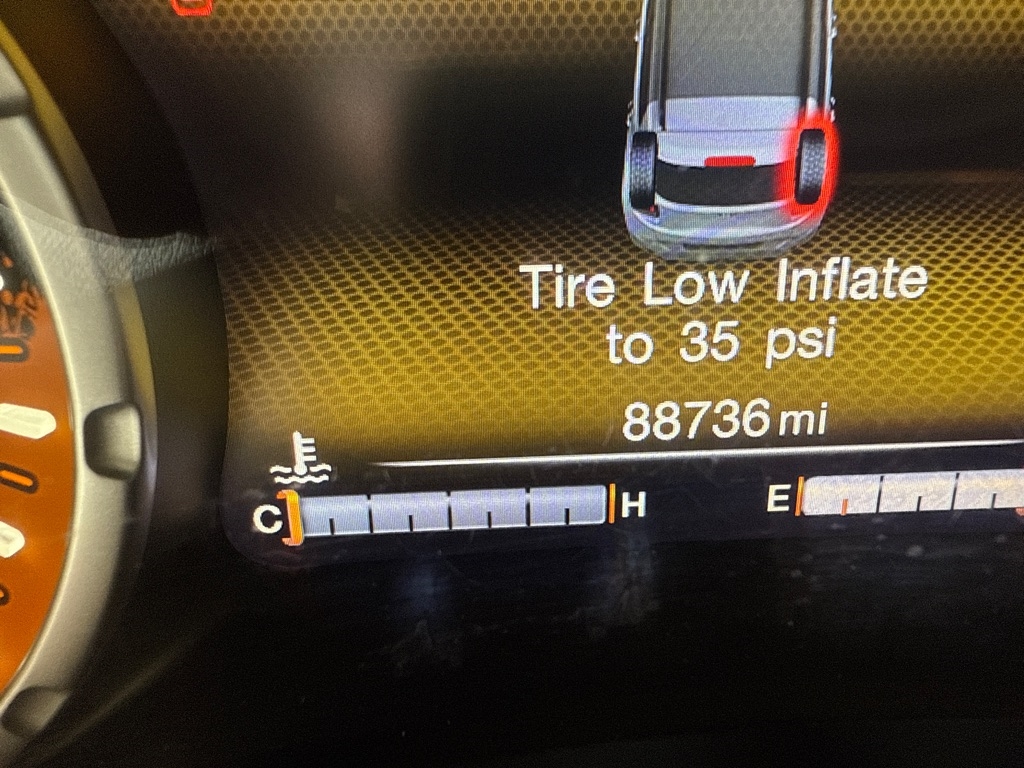 Tire Low Inflate
to 35 psi
88736 mi
C H E